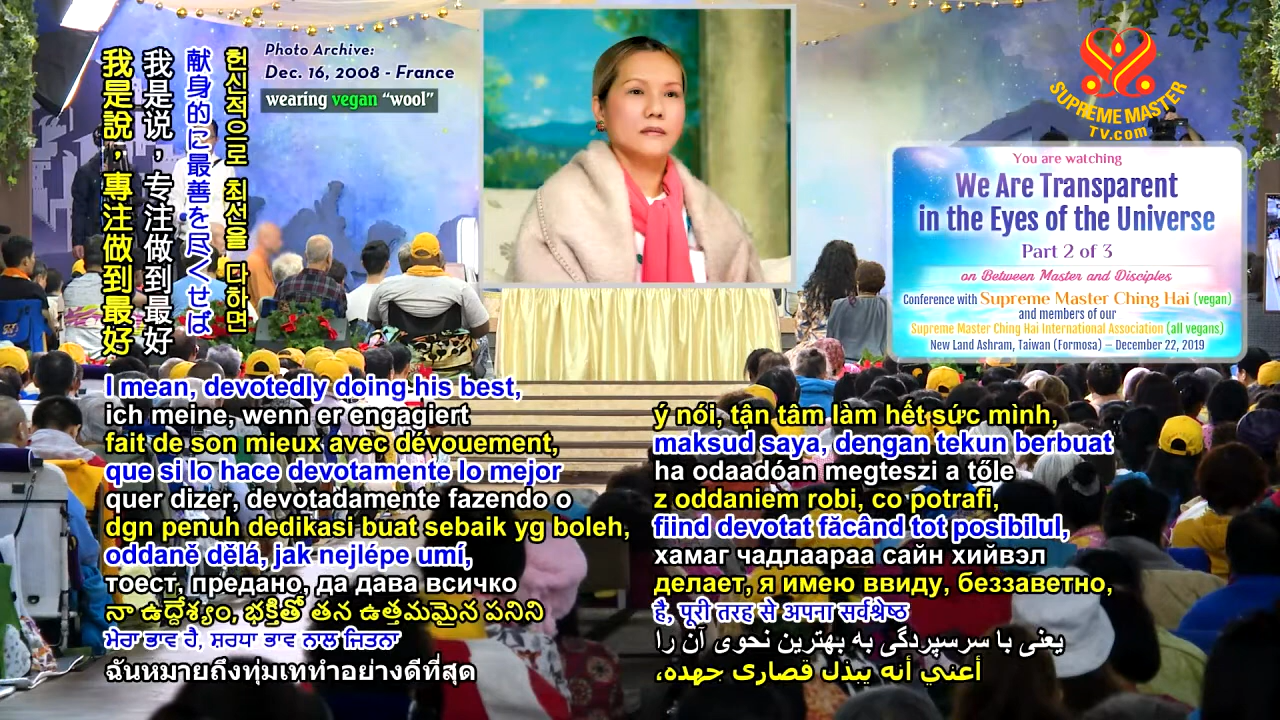 我是說，專注做到最好
我是说，专注做到最好
献身的に最善を尽くせば
헌신적으로 최선을 다하면
Photo Archive:
Dec. 16, 2008 - France
wearing vegan “wool”
SUPREME MASTER
TV.com
You are watching
We Are Transparent
in the Eyes of the Universe
Part 2 of 3
on Between Master and Disciples
Conference with Supreme Master Ching Hai (vegan)
and members of our
Supreme Master Ching Hai International Association (all vegans)
New Land Ashram, Taiwan (Formosa) – December 22, 2019
I mean, devotedly doing his best,
ich meine, wenn er engagiert
fait de son mieux avec dévouement,
que si lo hace devotamente lo mejor
quer dizer, devotadamente fazendo o
dgn penuh dedikasi buat sebaik yg boleh,
oddaně dělá, jak nejlépe umí,
тоест, предано, да дава всичко
నా ఉద్దేశ్యం, భక్తితో తన ఉత్తమమైన పనిని
ਮੇਰਾ ਭਾਵ ਹੈ, ਸ਼ਰਧਾ ਭਾਵ ਨਾਲ ਜਿਤਨਾ
ฉันหมายถึงทุ่มเททำอย่างดีที่สุด
ý nói, tận tâm làm hết sức mình,
maksud saya, dengan tekun berbuat
ha odaadóan megteszi a tőle
z oddaniem robi, co potrafi,
fiind devotat făcând tot posibilul,
хамаг чадлаараа сайн хийвэл
делает, я имею ввиду, беззаветно,
है, पूरी तरह से अपना सर्वश्रेष्ठ
یعنی با سرسپردگی به بهترین نحوی آن را
أعني أنه يبذل قصارى جهده،